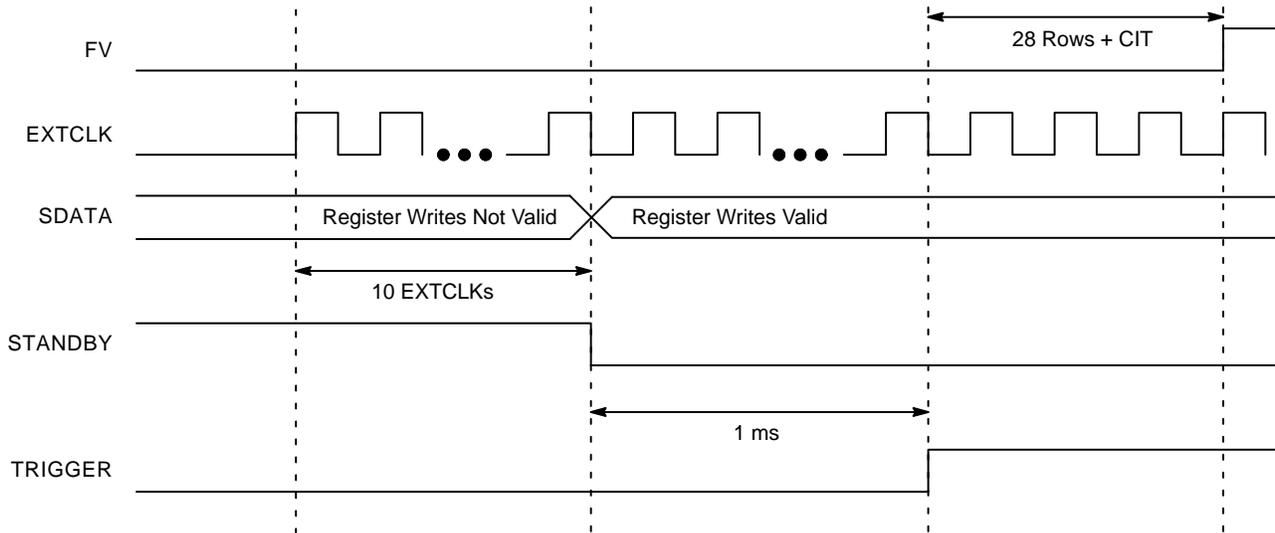 28 Rows + CIT
FV
EXTCLK
SDATA
Register Writes Not Valid
Register Writes Valid
10 EXTCLKs
STANDBY
1 ms
TRIGGER